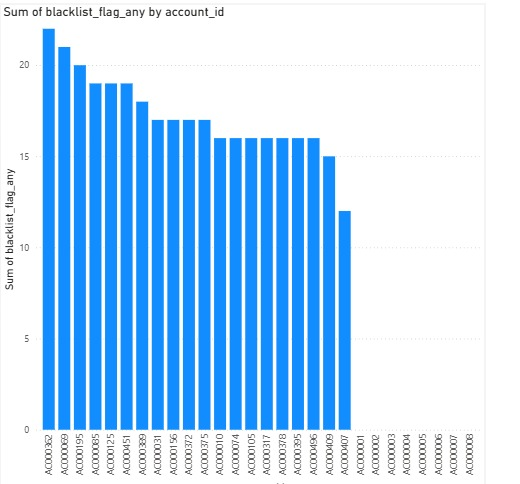 Sum of blacklist_flag_any by account_id
Sum of blacklist_flag_any
20
15
10
5
0
AC000362
AC000069
AC000195
AC000085
AC000125
AC000451
AC000389
AC000031
AC000156
AC000372
AC000375
AC000010
AC000074
AC000105
AC000317
AC000378
AC000395
AC000496
AC000409
AC000407
AC000001
AC000002
AC000003
AC000004
AC000005
AC000006
AC000007
AC000008